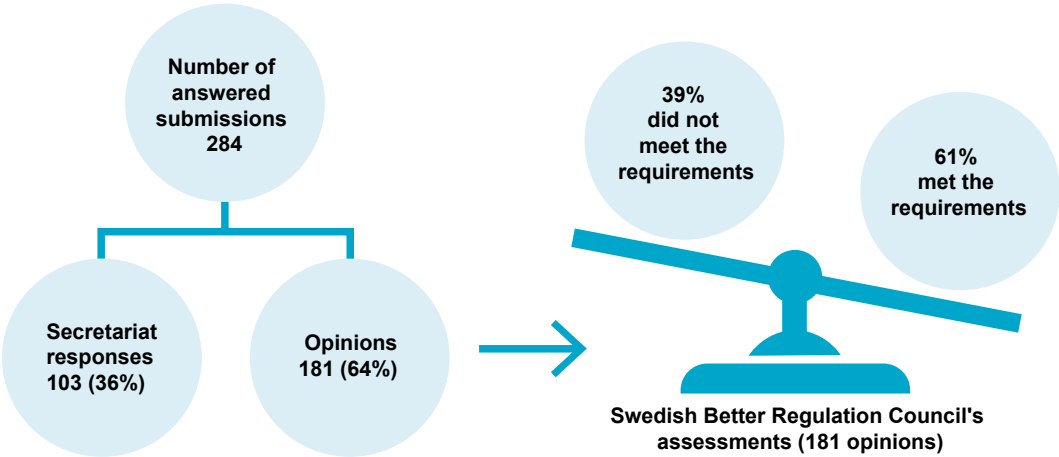 Number of
answered
submissions
284
Secretariat
responses
103 (36%)
Opinions
181 (64%)
39%
did not
meet the
requirements
61%
met the
requirements
Swedish Better Regulation Council's
assessments (181 opinions)